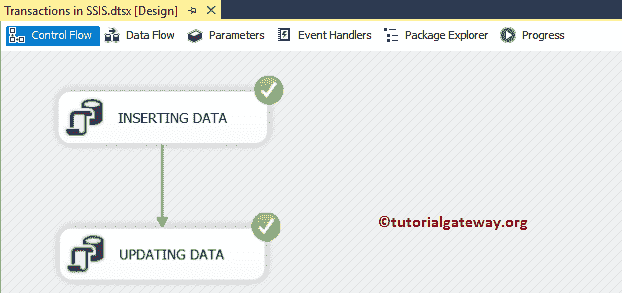 Transactions in SSIS.dtsx [Design]
Control Flow Data Flow Parameters Event Handlers Package Explorer Progress
INSERTING DATA
©tutorialgateway.org
UPDATING DATA